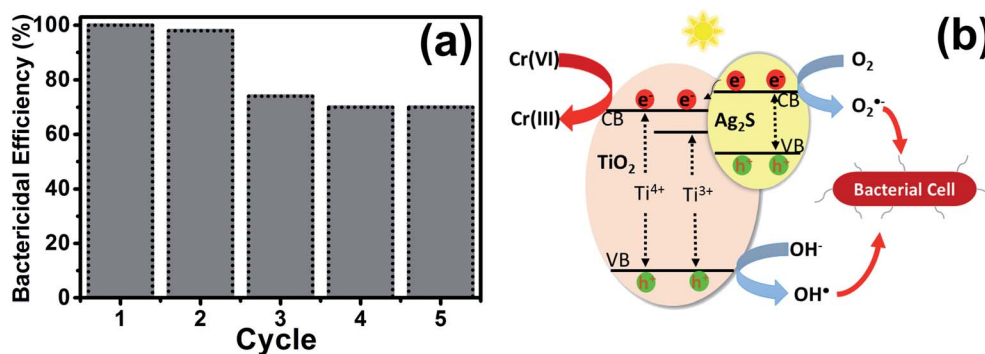 (a)
Bactericidal Efficiency (%)
100
80
60
40
20
0
1 2 3 4 5
Cycle
(b)
Cr(VI)
Cr(III)
e⁻ e⁻ e⁻ e⁻
CB
CB
Ag₂S
VB
h⁺ h⁺
TiO₂
Ti⁴⁺ Ti³⁺
VB
h⁺ h⁺
O₂
O₂•⁻
Bacterial Cell
OH⁻
OH•